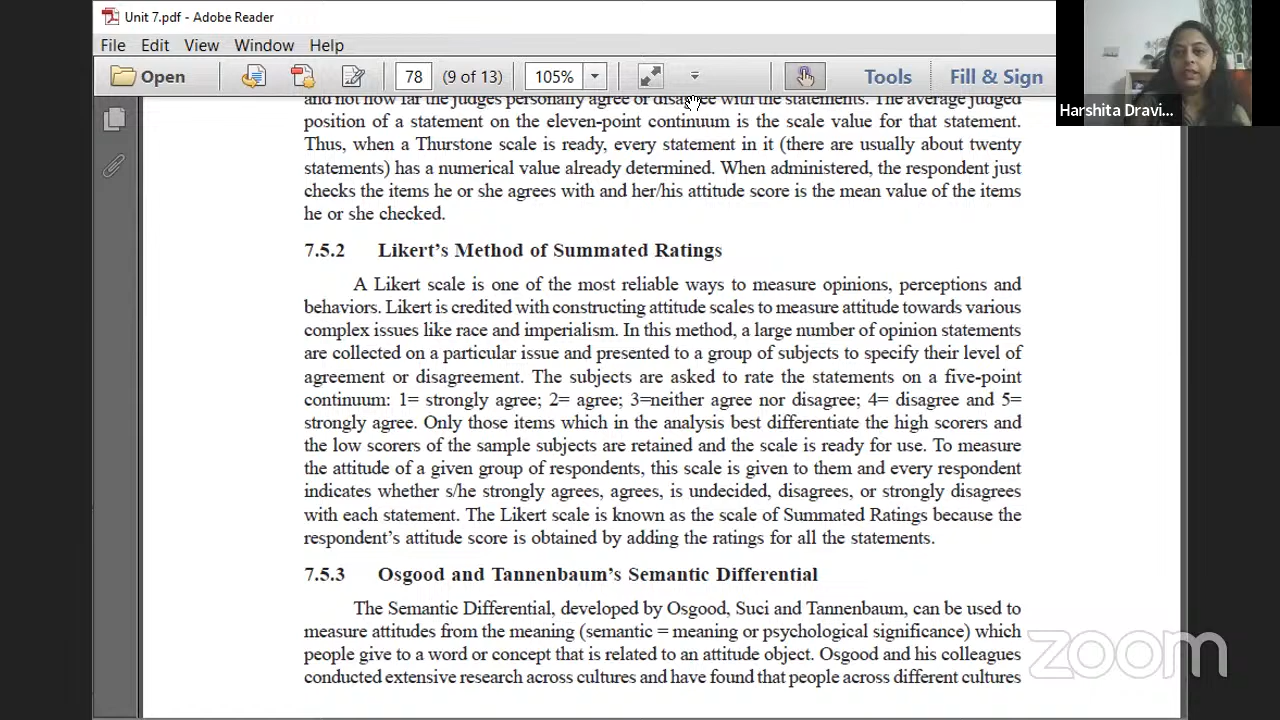 Unit 7.pdf - Adobe Reader
File Edit View Window Help
Open 78 (9 of 13) 105% Tools Fill & Sign
Harshita Dravi...
and not how far the judges personally agree or disagree with the statements. The average judged
position of a statement on the eleven-point continuum is the scale value for that statement.
Thus, when a Thurstone scale is ready, every statement in it (there are usually about twenty
statements) has a numerical value already determined. When administered, the respondent just
checks the items he or she agrees with and her/his attitude score is the mean value of the items
he or she checked.
7.5.2 Likert's Method of Summated Ratings
A Likert scale is one of the most reliable ways to measure opinions, perceptions and
behaviors. Likert is credited with constructing attitude scales to measure attitude towards various
complex issues like race and imperialism. In this method, a large number of opinion statements
are collected on a particular issue and presented to a group of subjects to specify their level of
agreement or disagreement. The subjects are asked to rate the statements on a five-point
continuum: 1= strongly agree; 2= agree; 3=neither agree nor disagree; 4= disagree and 5=
strongly agree. Only those items which in the analysis best differentiate the high scorers and
the low scorers of the sample subjects are retained and the scale is ready for use. To measure
the attitude of a given group of respondents, this scale is given to them and every respondent
indicates whether s/he strongly agrees, agrees, is undecided, disagrees, or strongly disagrees
with each statement. The Likert scale is known as the scale of Summated Ratings because the
respondent's attitude score is obtained by adding the ratings for all the statements.
7.5.3 Osgood and Tannenbaum's Semantic Differential
The Semantic Differential, developed by Osgood, Suci and Tannenbaum, can be used to
measure attitudes from the meaning (semantic = meaning or psychological significance) which
people give to a word or concept that is related to an attitude object. Osgood and his colleagues
conducted extensive research across cultures and have found that people across different cultures
zoom